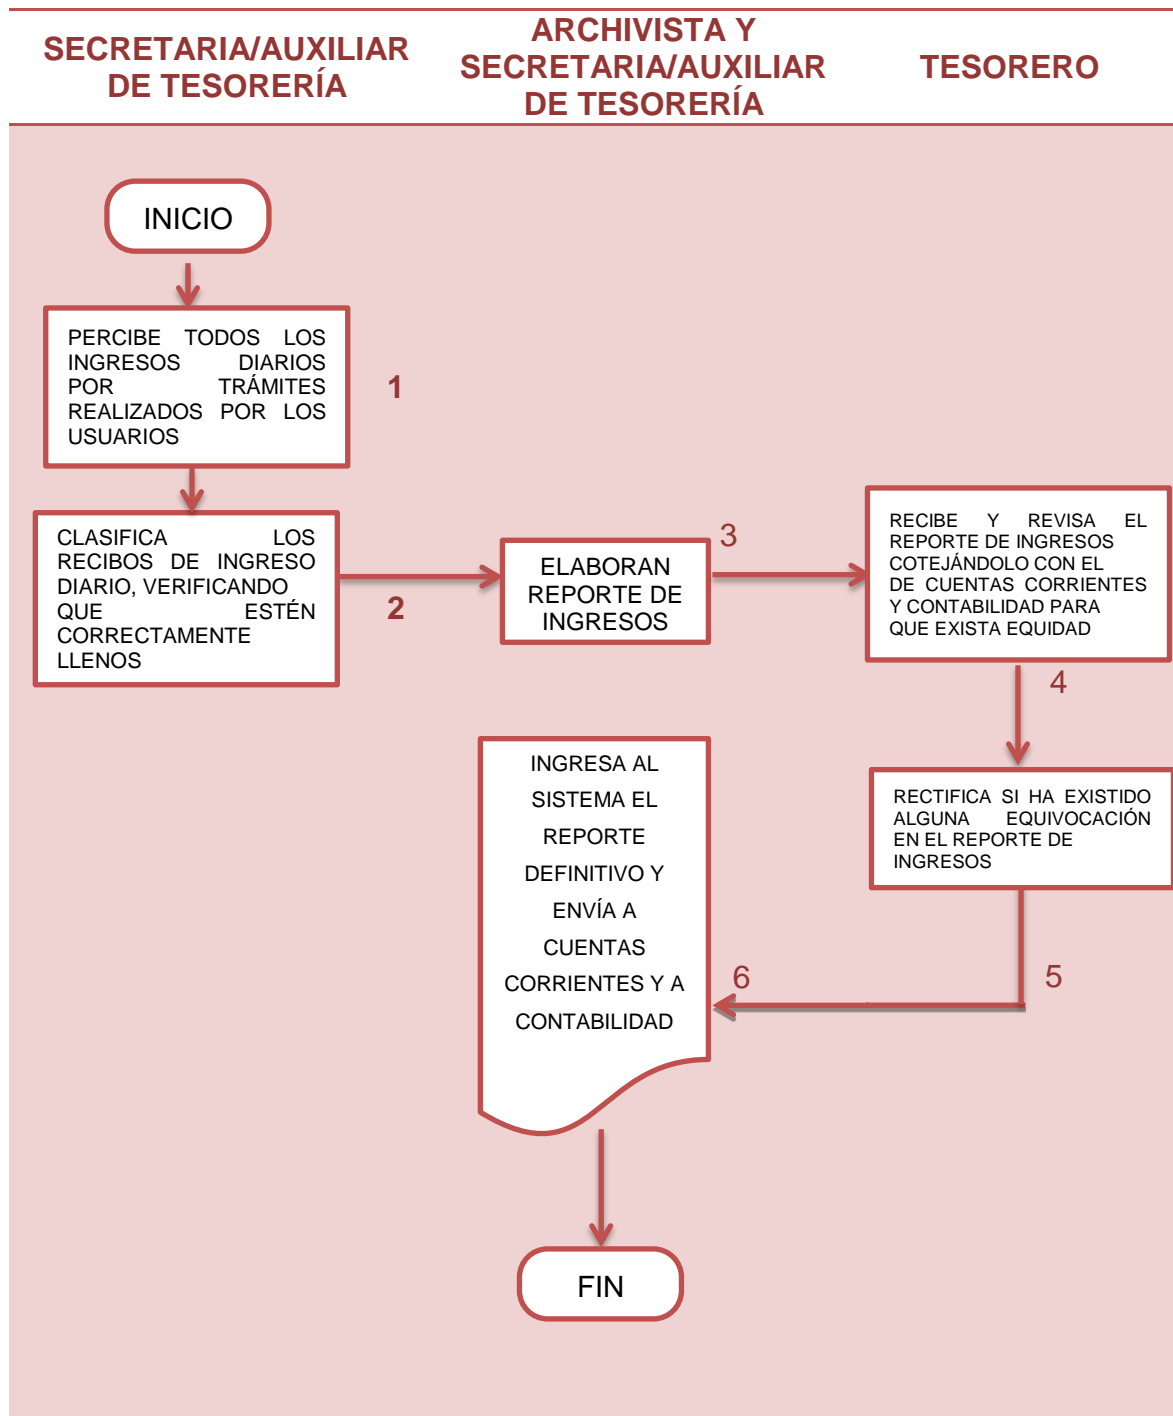 SECRETARIA/AUXILIAR
DE TESORERÍA
ARCHIVISTA Y
SECRETARIA/AUXILIAR
DE TESORERÍA
TESORERO
INICIO
PERCIBE TODOS LOS
INGRESOS DIARIOS
POR TRÁMITES
REALIZADOS POR LOS
USUARIOS
1
CLASIFICA LOS
RECIBOS DE INGRESO
DIARIO, VERIFICANDO
QUE ESTÉN
CORRECTAMENTE
LLENOS
2
ELABORAN
REPORTE DE
INGRESOS
3
RECIBE Y REVISA EL
REPORTE DE INGRESOS
COTEJÁNDOLO CON EL
DE CUENTAS CORRIENTES
Y CONTABILIDAD PARA
QUE EXISTA EQUIDAD
4
RECTIFICA SI HA EXISTIDO
ALGUNA EQUIVOCACIÓN
EN EL REPORTE DE
INGRESOS
5
6
INGRESA AL
SISTEMA EL
REPORTE
DEFINITIVO Y
ENVÍA A
CUENTAS
CORRIENTES Y A
CONTABILIDAD
FIN